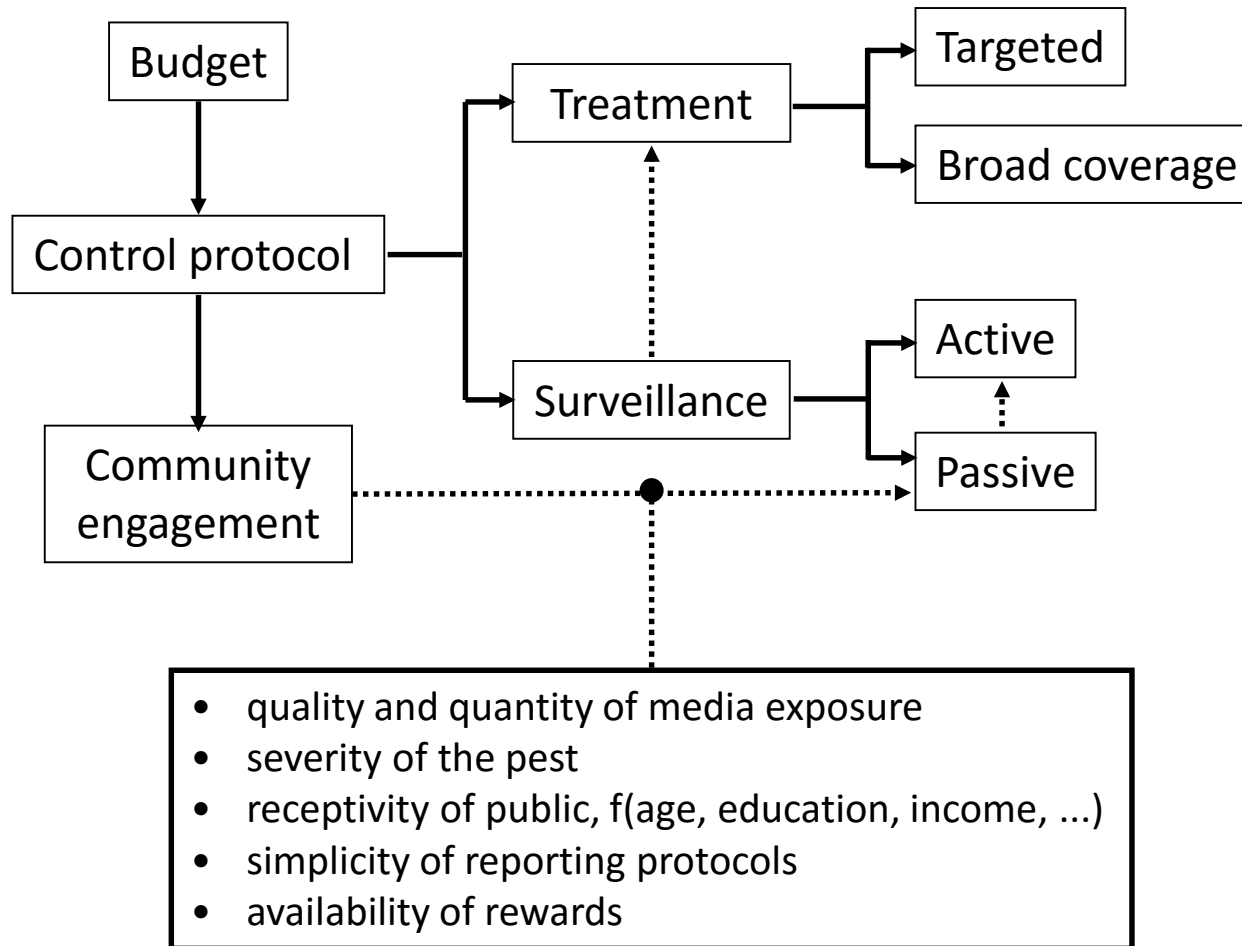 Budget
Treatment
Targeted
Broad coverage
Control protocol
Surveillance
Active
Passive
Community
engagement
• quality and quantity of media exposure
• severity of the pest
• receptivity of public, f(age, education, income, ...)
• simplicity of reporting protocols
• availability of rewards